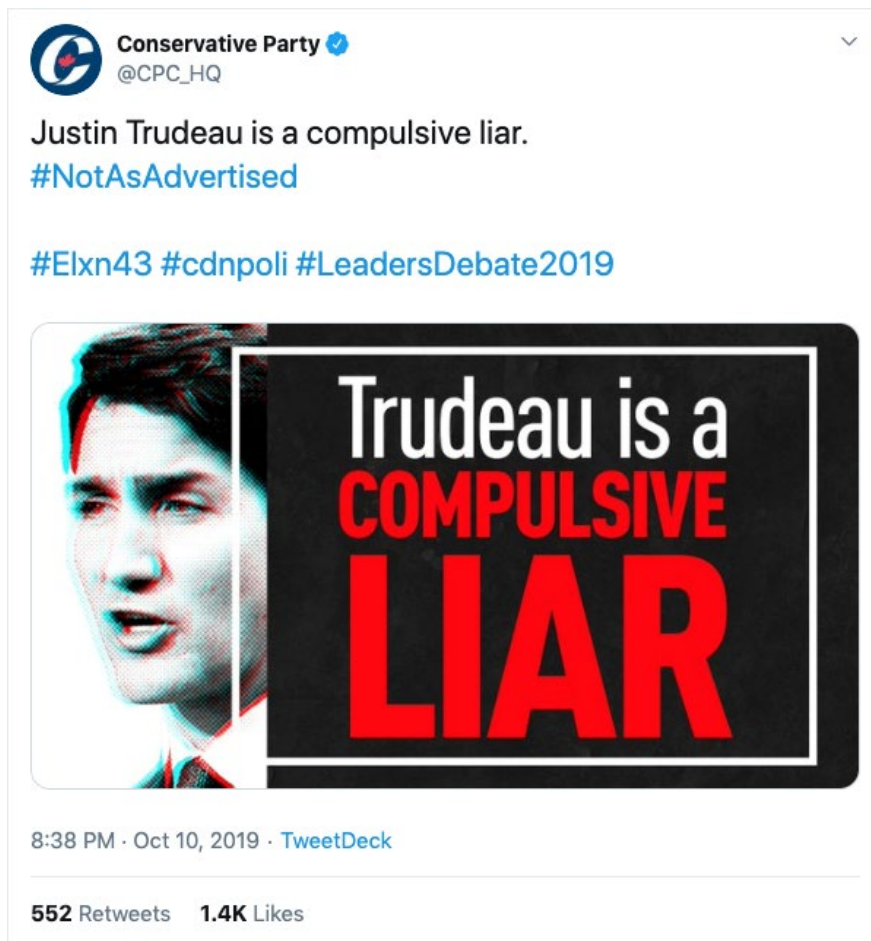 Conservative Party
@CPC_HQ
Justin Trudeau is a compulsive liar.
#NotAsAdvertised
#Elxn43 #cdnpoli #LeadersDebate2019
Trudeau is a
COMPULSIVE
LIAR
8:38 PM · Oct 10, 2019 · TweetDeck
552 Retweets 1.4K Likes